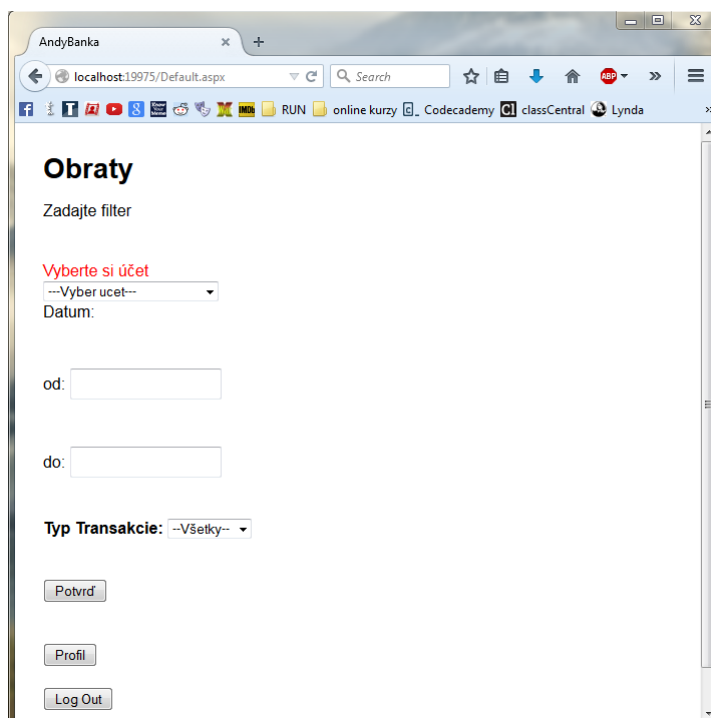 AndyBanka
localhost:19975/Default.aspx
Search
ABP
RUN
online kurzy
Codecademy
classCentral
Lynda
Obraty
Zadajte filter
Vyberte si účet
---Vyber ucet---
Datum:
od:
do:
Typ Transakcie: --Všetky--
Potvrď
Profil
Log Out